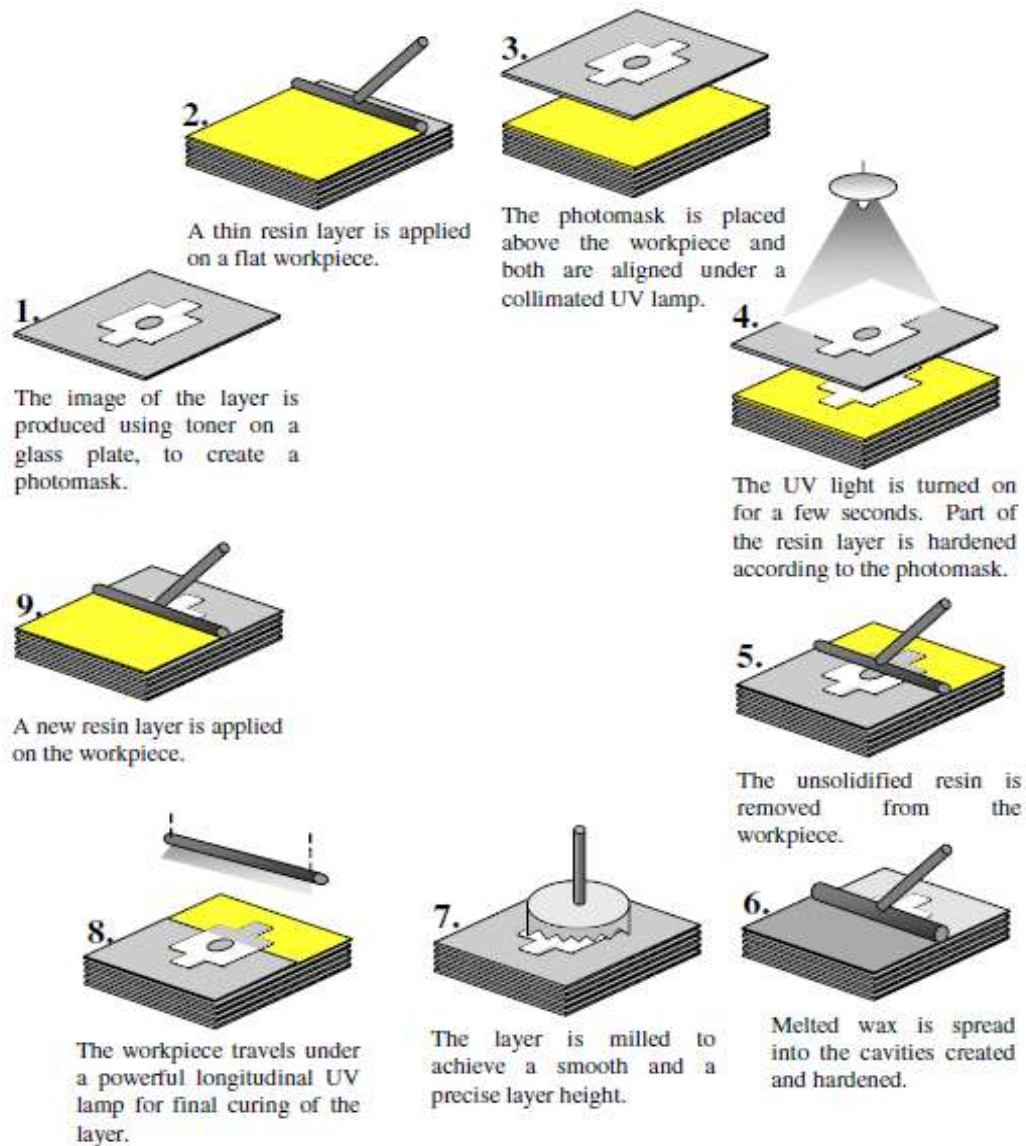 1.
The image of the layer is
produced using toner on a
glass plate, to create a
photomask.
2.
A thin resin layer is applied
on a flat workpiece.
3.
The photomask is placed
above the workpiece and
both are aligned under a
collimated UV lamp.
4.
The UV light is turned on
for a few seconds. Part of
the resin layer is hardened
according to the photomask.
5.
The unsolidified resin is
removed from the
workpiece.
6.
Melted wax is spread
into the cavities created
and hardened.
7.
The layer is milled to
achieve a smooth and a
precise layer height.
8.
The workpiece travels under
a powerful longitudinal UV
lamp for final curing of the
layer.
9.
A new resin layer is applied
on the workpiece.